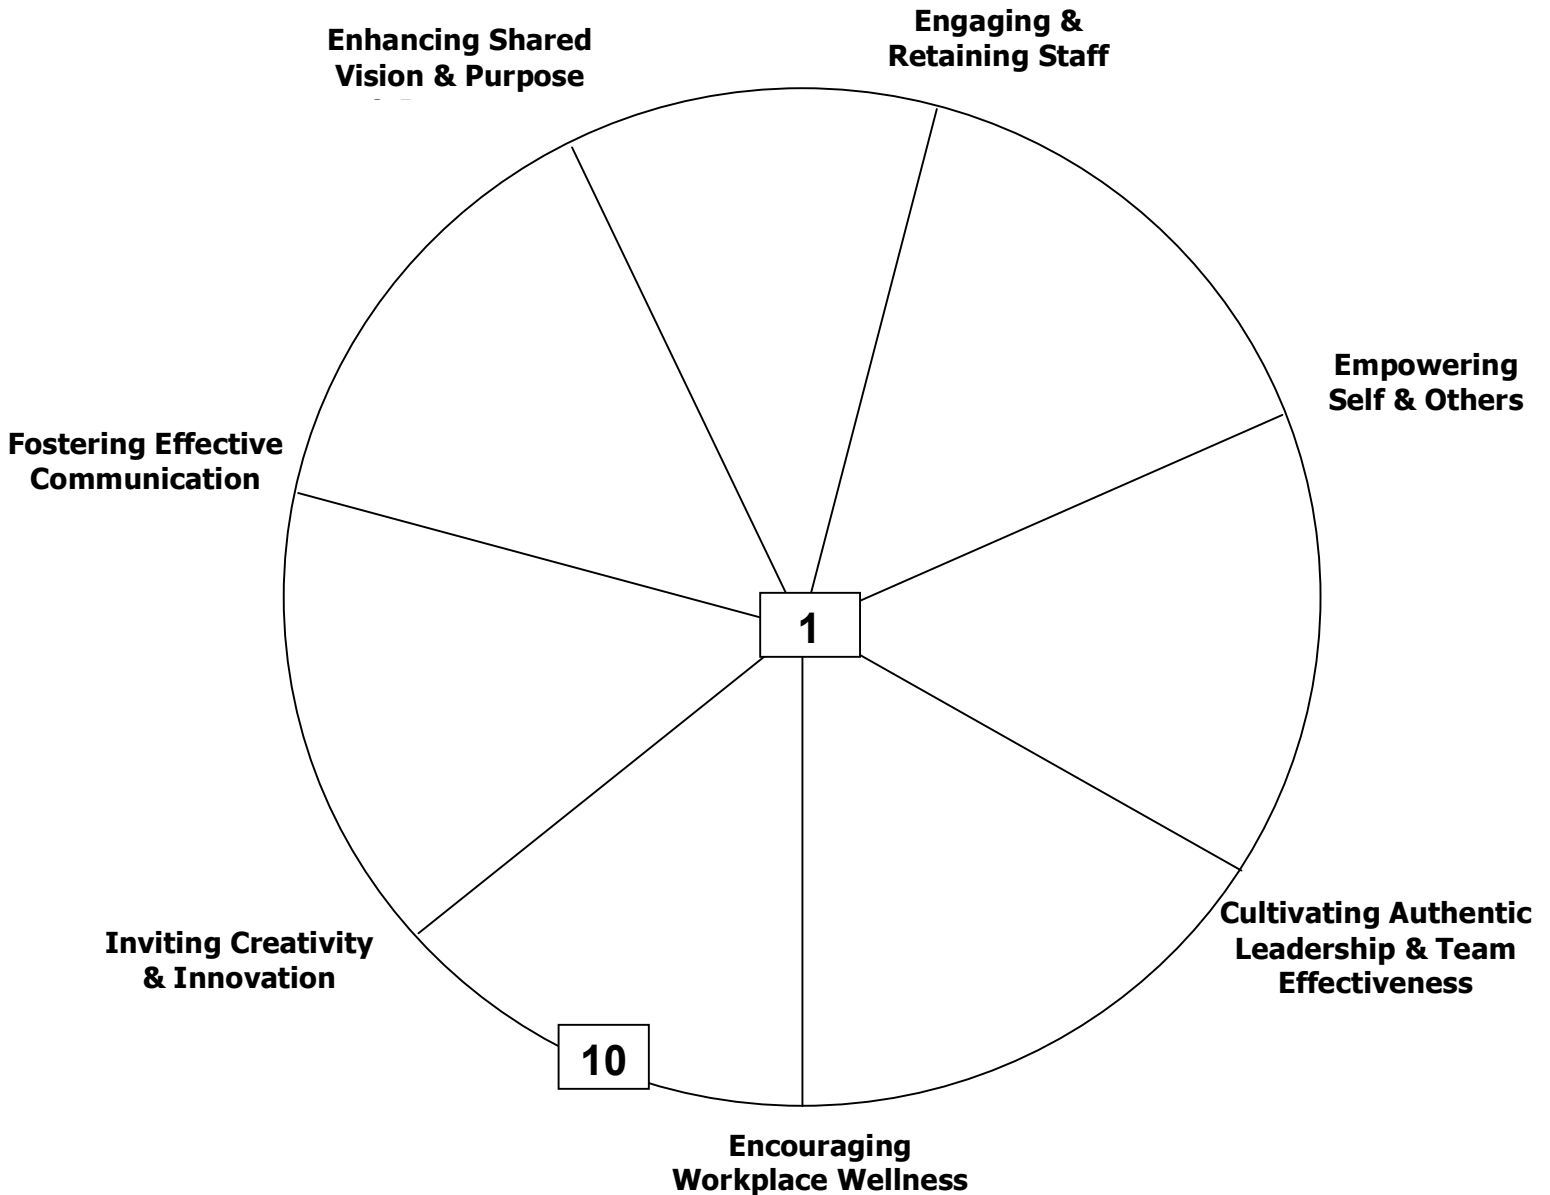 Engaging &
Retaining Staff
Enhancing Shared
Vision & Purpose
Empowering
Self & Others
Fostering Effective
Communication
1
Cultivating Authentic
Leadership & Team
Effectiveness
Inviting Creativity
& Innovation
10
Encouraging
Workplace Wellness